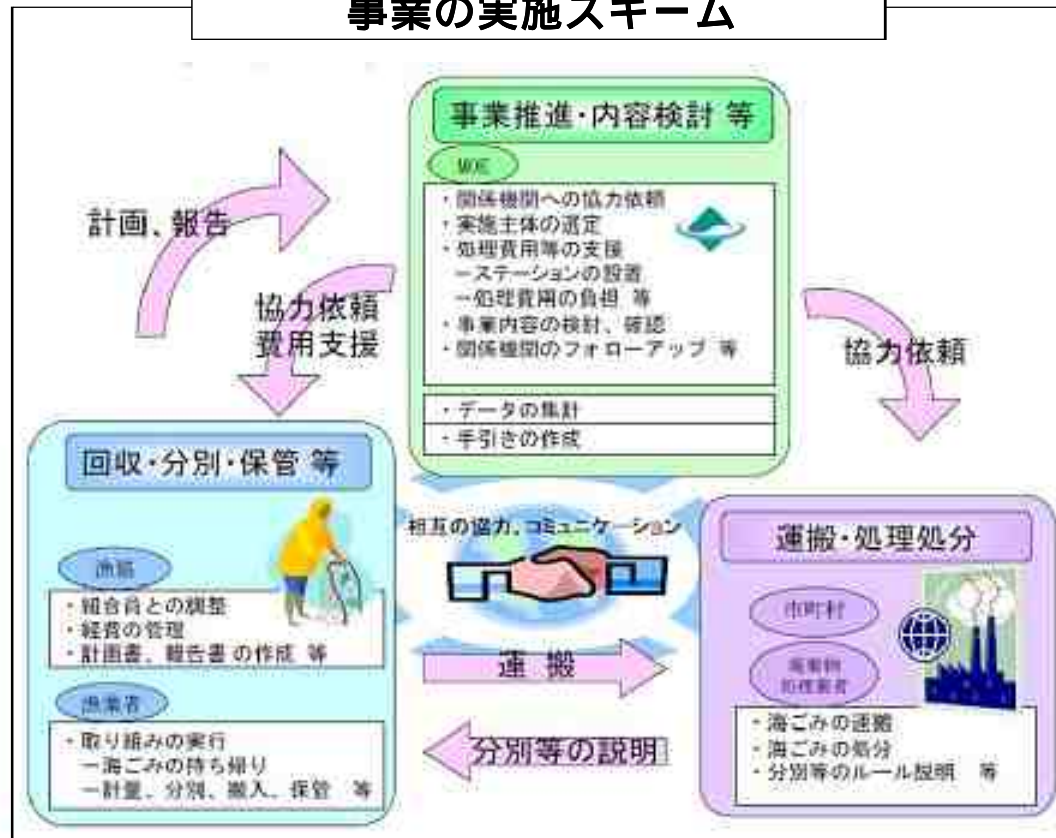 事業の実施スキーム
事業推進・内容検討 等
MOE
・関係機関への協力依頼
・実施主体の選定
・処理費用等の支援
ーステーションの設置
ー処理費用の負担 等
・事業内容の検討、確認
・関係機関のフォローアップ 等
・データの集計
・手引きの作成
計画、報告
協力依頼
費用支援
協力依頼
回収・分別・保管 等
漁協
・組合員との調整
・経費の管理
・計画書、報告書の作成 等
漁業者
・取り組みの実行
ー海ごみの持ち帰り
ー計量、分別、搬入、保管 等
相互の協力、コミュニケーション
運 搬
分別等の説明
運搬・処理処分
市町村
廃棄物
処理業者
・海ごみの運搬
・海ごみの処分
・分別等のルール説明 等